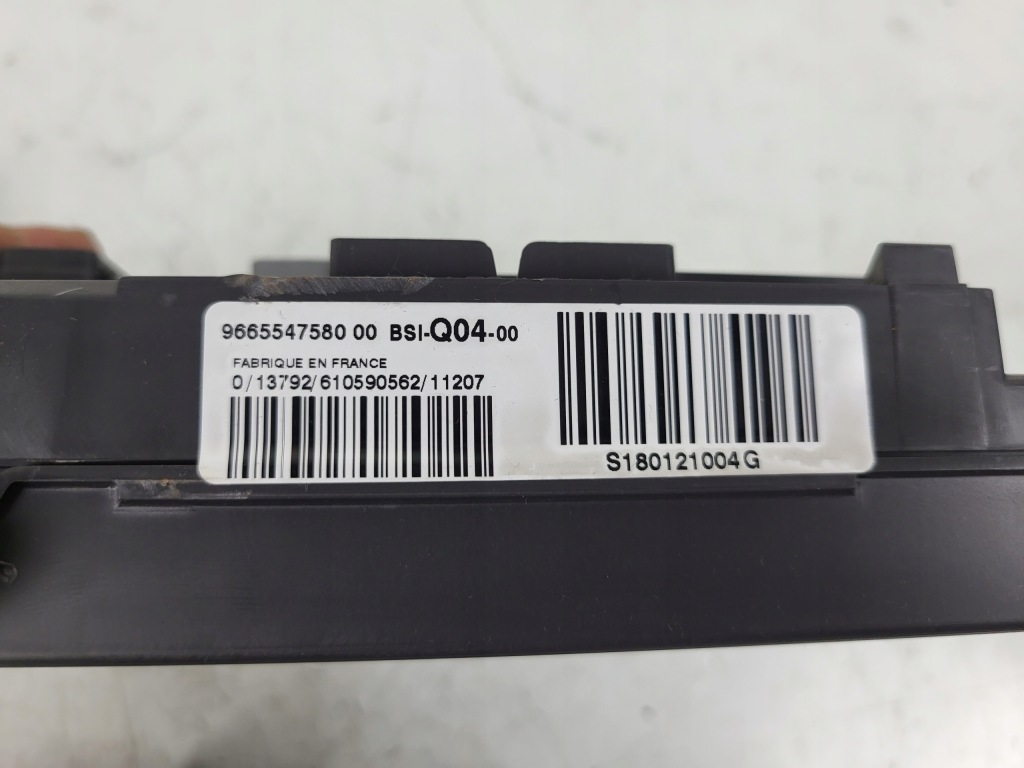 9665547580 00 BSI-Q04-00
FABRIQUE EN FRANCE
0/13792/610590562/11207
S180121004G